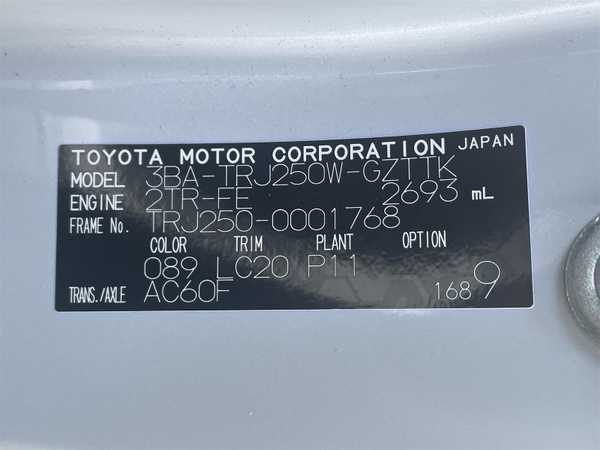 TOYOTA MOTOR CORPORATION JAPAN
MODEL 3BA-TRJ250W-GZTTK
ENGINE 2TR-FE 2693 mL
FRAME No. TRJ250-0001768
COLOR TRIM PLANT OPTION
089 LC20 P11
TRANS./AXLE AC60F 168 9